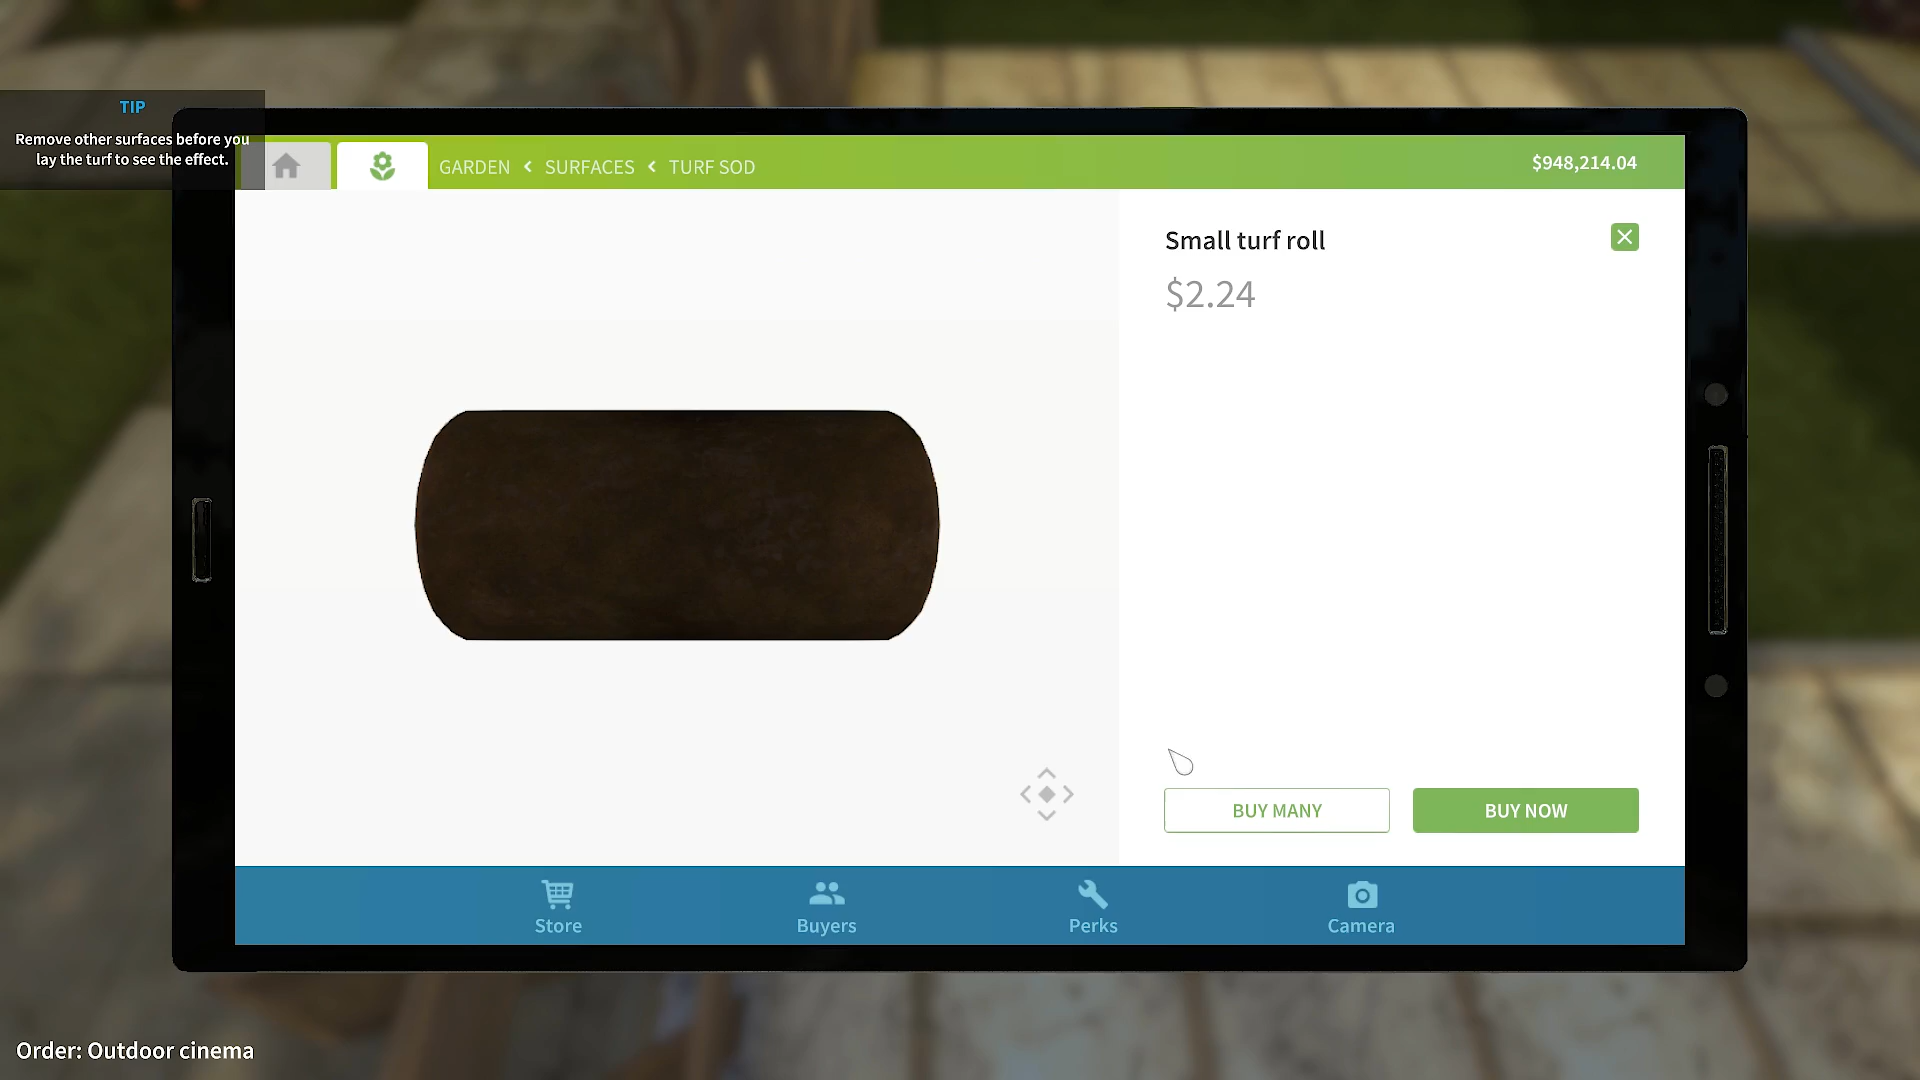 TIP
Remove other surfaces before you
lay the turf to see the effect.
GARDEN < SURFACES < TURF SOD
$948,214.04
Small turf roll
$2.24
BUY MANY
BUY NOW
Store
Buyers
Perks
Camera
Order: Outdoor cinema